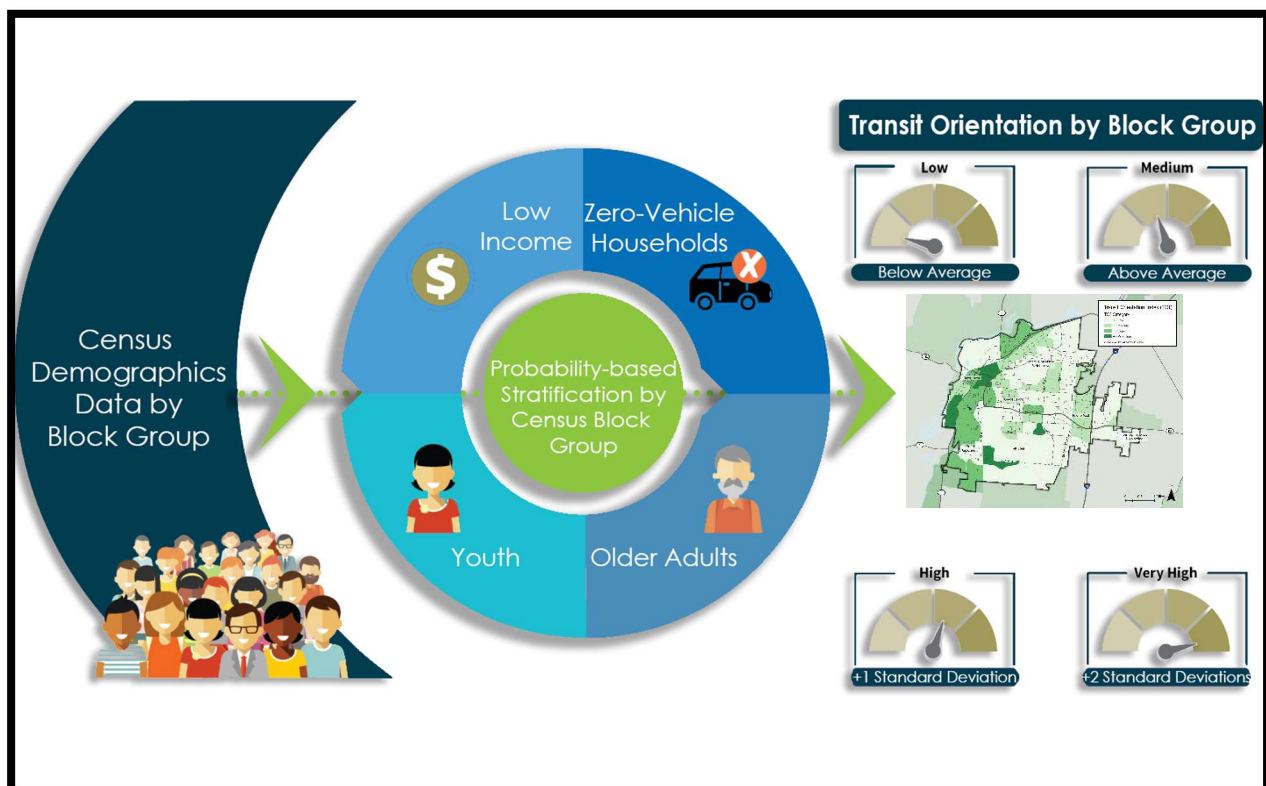 Census
Demographics
Data by
Block Group
Low
Income
Zero-Vehicle
Households
$
X
Probability-based
Stratification by
Census Block
Group
Youth
Older Adults
Transit Orientation by Block Group
Low
Below Average
Medium
Above Average
High
+1 Standard Deviation
Very High
+2 Standard Deviations